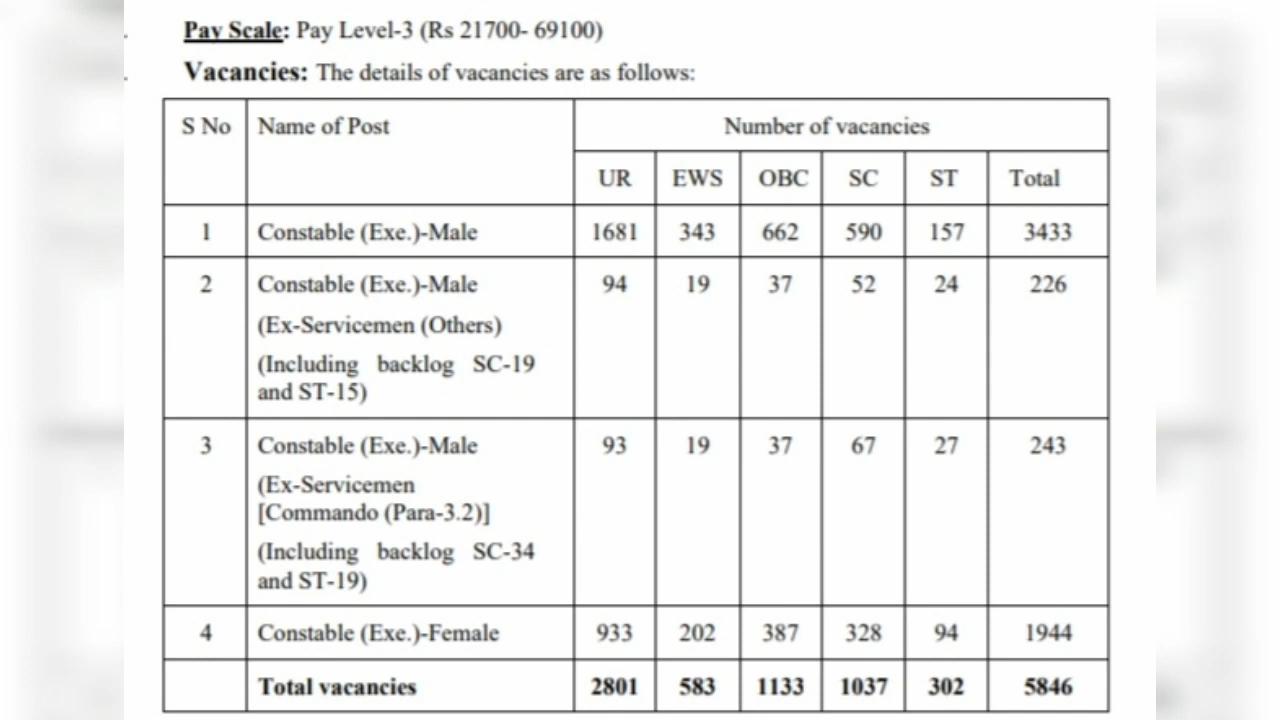 Pay Scale: Pay Level-3 (Rs 21700- 69100)
Vacancies: The details of vacancies are as follows:
S No Name of Post Number of vacancies
UR EWS OBC SC ST Total
1 Constable (Exe.)-Male 1681 343 662 590 157 3433
2 Constable (Exe.)-Male 94 19 37 52 24 226
(Ex-Servicemen (Others)
(Including backlog SC-19
and ST-15)
3 Constable (Exe.)-Male 93 19 37 67 27 243
(Ex-Servicemen
[Commando (Para-3.2)]
(Including backlog SC-34
and ST-19)
4 Constable (Exe.)-Female 933 202 387 328 94 1944
Total vacancies 2801 583 1133 1037 302 5846